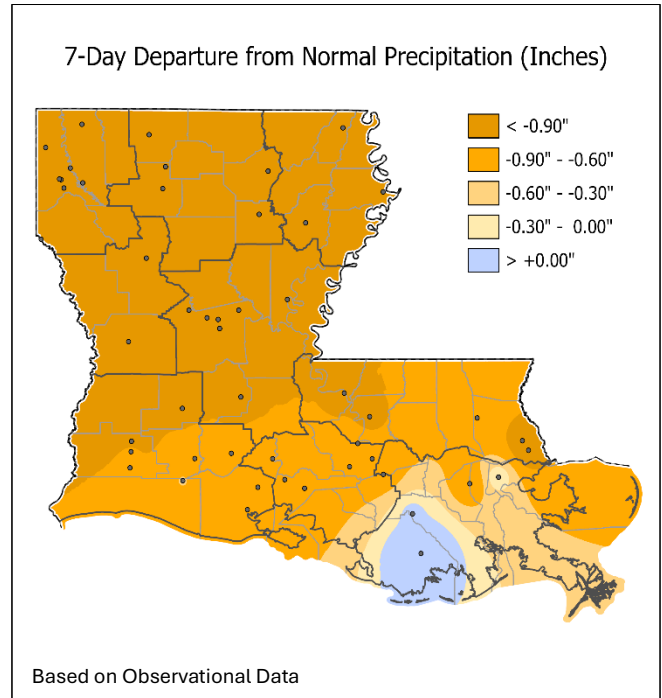 7-Day Departure from Normal Precipitation (Inches)
< -0.90"
-0.90" - -0.60"
-0.60" - -0.30"
-0.30" - 0.00"
> +0.00"
Based on Observational Data